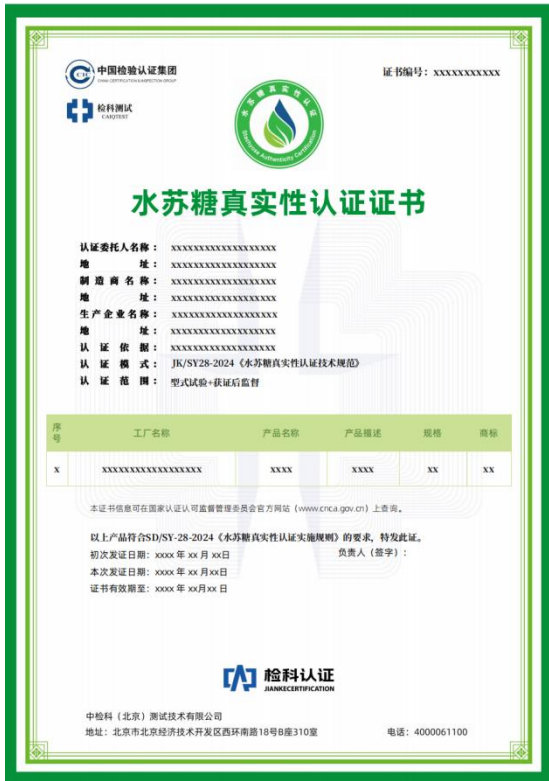 中国检验认证集团
CHINA CERTIFICATION & INSPECTION GROUP
证书编号：xxxxxxxxxxx
CCIC
检科测试
CAIQTEST
水苏糖真实性认证
Stachyose Authenticity Certification
水苏糖真实性认证证书
认证委托人名称：xxxxxxxxxxxxxxxxxxx
地址：xxxxxxxxxxxxxxxxxxx
制造商名称：xxxxxxxxxxxxxxxxxxx
地址：xxxxxxxxxxxxxxxxxxx
生产企业名称：xxxxxxxxxxxxxxxxxxx
地址：xxxxxxxxxxxxxxxxxxx
认证依据：xxxxxxxxxxxxxxxxxxx
认证模式：JK/SY28-2024《水苏糖真实性认证技术规范》
认证范围：型式试验+获证后监督
序号 工厂名称 产品名称 产品描述 规格 商标
x xxxxxxxxxxxxxxxxxx xxxx xxxx xx xx
本证书信息可在国家认证认可监督管理委员会官方网站（www.cnca.gov.cn）上查询。
以上产品符合SD/SY-28-2024《水苏糖真实性认证实施规则》的要求，特发此证。
初次发证日期：xxxx 年 xx 月 xx日 负责人（签字）：
本次发证日期：xxxx 年 xx 月xx日
证书有效期至：xxxx 年 xx月xx 日
检科认证
JIANKECERTIFICATION
中检科（北京）测试技术有限公司
地址：北京市北京经济技术开发区西环南路18号B座310室 电话：4000061100